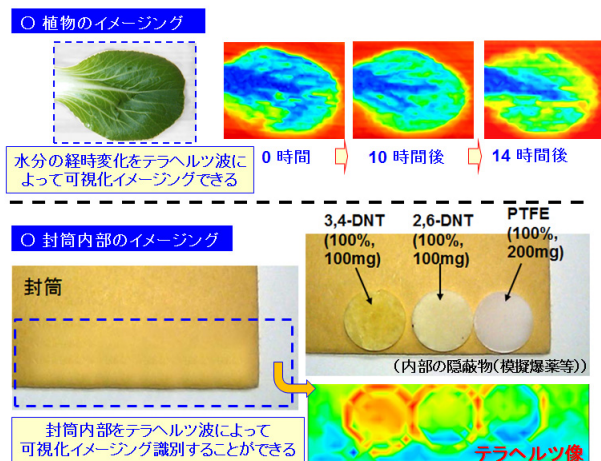 〇 植物のイメージング
水分の経時変化をテラヘルツ波に
よって可視化イメージングできる
0 時間
10 時間後
14 時間後
〇 封筒内部のイメージング
封筒
3,4-DNT
(100%,
100mg)
2,6-DNT
(100%,
100mg)
PTFE
(100%,
200mg)
(内部の隠蔽物(模擬爆薬等))
封筒内部をテラヘルツ波によって
可視化イメージング識別することができる
テラヘルツ像